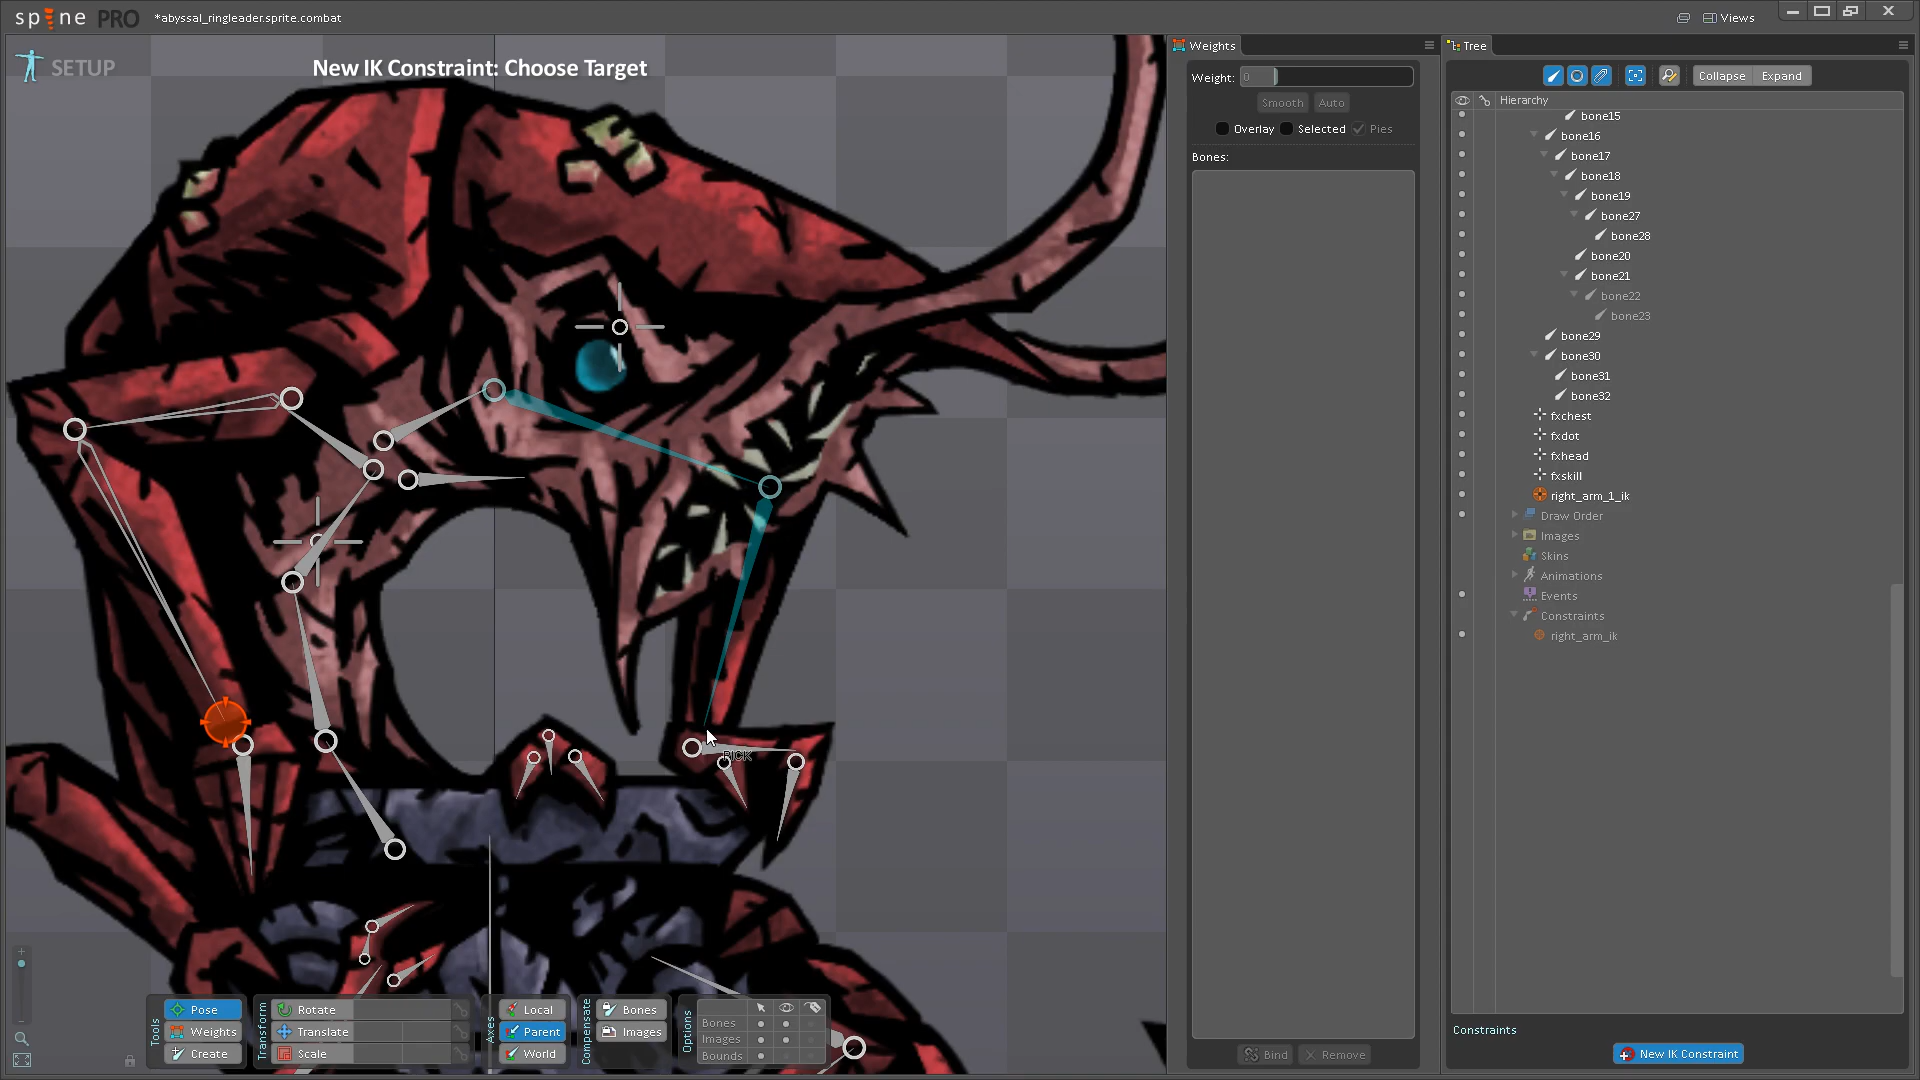 spine PRO *abyssal_ringleader.sprite.combat
Views
SETUP
New IK Constraint: Choose Target
Weights
Weight: 0
Smooth Auto
Overlay Selected Pies
Bones:
Bind Remove
Tree
Collapse Expand
Hierarchy
bone15
bone16
bone17
bone18
bone19
bone27
bone28
bone20
bone21
bone22
bone23
bone29
bone30
bone31
bone32
fxchest
fxdot
fxhead
fxskill
right_arm_1_ik
Draw Order
Images
Skins
Animations
Events
Constraints
right_arm_ik
Constraints
New IK Constraint
PICK
Tools
Pose
Weights
Create
Transform
Rotate
Translate
Scale
Axes
Local
Parent
World
Compensate
Bones
Images
Options
Bones
Images
Bounds